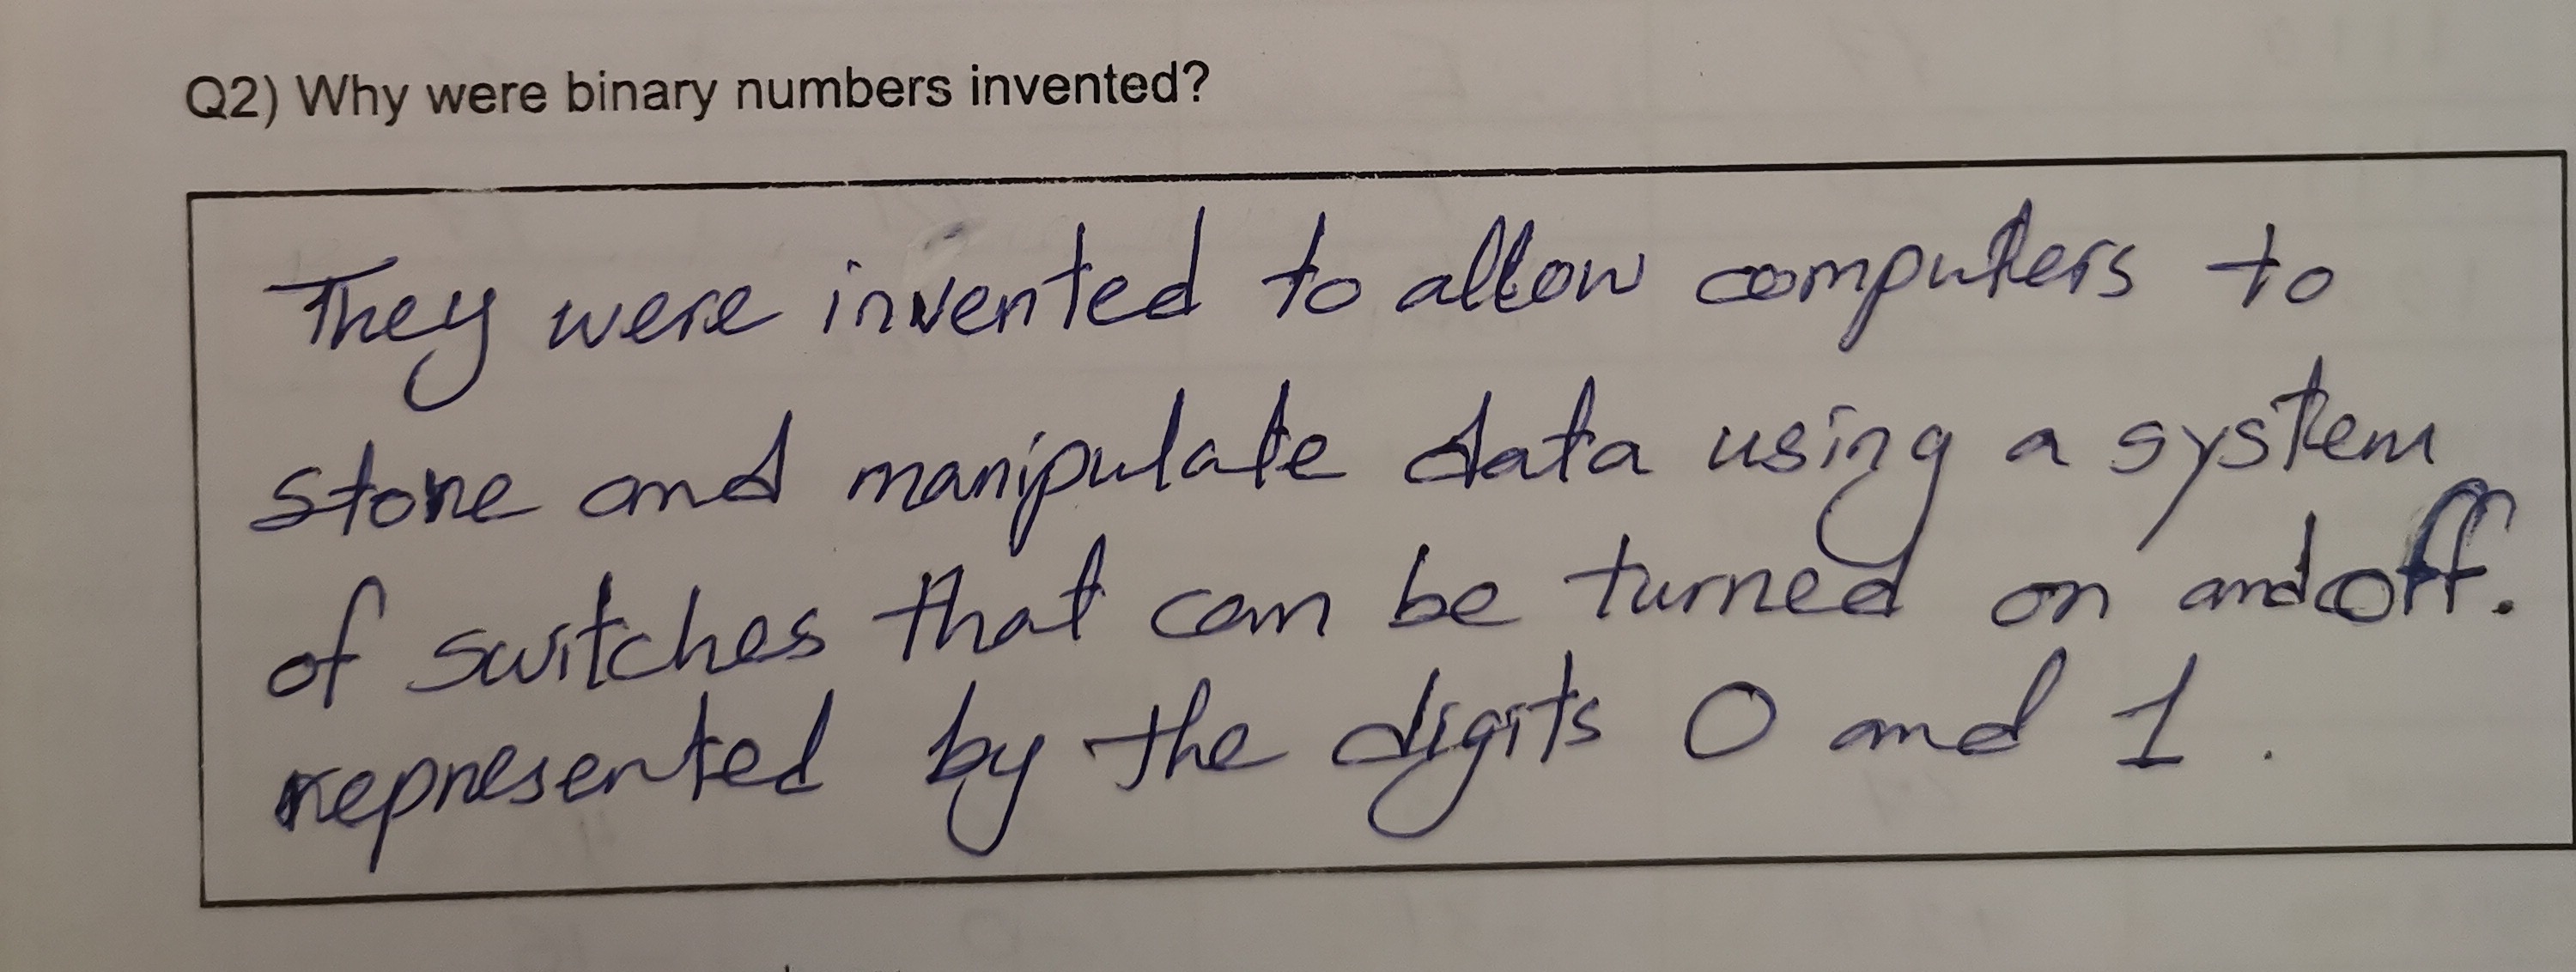 Q2) Why were binary numbers invented?
They were invented to allow computers to
store and manipulate data using a system
of switches that can be turned on and off.
represented by the digits 0 and 1.